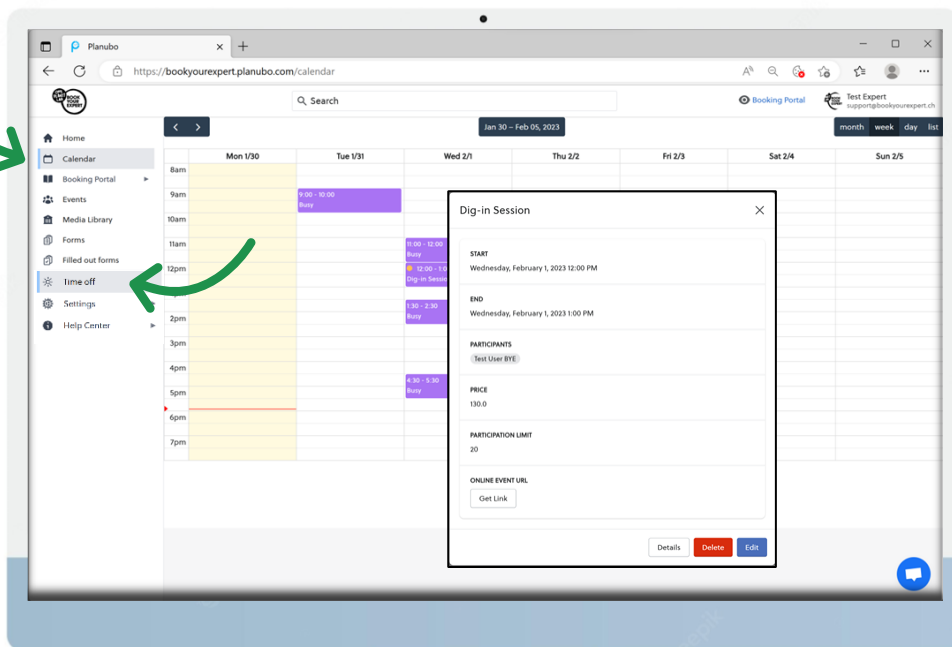 Planubo
https://bookyourexpert.planubo.com/calendar
BOOK YOUR EXPERT
Search
Booking Portal
Test Expert
support@bookyourexpert.ch
Home
Calendar
Booking Portal
Events
Media Library
Forms
Filled out forms
Time off
Settings
Help Center
Jan 30 – Feb 05, 2023
month week day list
Mon 1/30 Tue 1/31 Wed 2/1 Thu 2/2 Fri 2/3 Sat 2/4 Sun 2/5
8am
9am
10am
11am
12pm
2pm
3pm
4pm
5pm
6pm
7pm
9:00 - 10:00
Busy
11:00 - 12:00
Busy
12:00 - 1:0
Dig-in Sessio
1:30 - 2:30
Busy
4:30 - 5:30
Busy
Dig-in Session
START
Wednesday, February 1, 2023 12:00 PM
END
Wednesday, February 1, 2023 1:00 PM
PARTICIPANTS
Test User BYE
PRICE
130.0
PARTICIPATION LIMIT
20
ONLINE EVENT URL
Get Link
Details Delete Edit